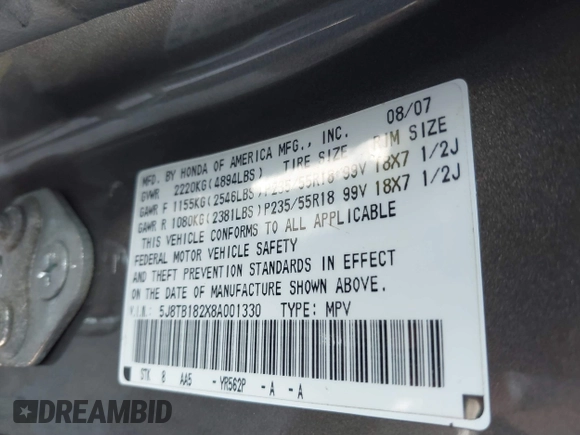 MFD. BY HONDA OF AMERICA MFG., INC. 08/07
GVWR 2220KG(4894LBS) TIRE SIZE RIM SIZE
GAWR F 1155KG(2546LBS)P235/55R18 99V 18X7 1/2J
GAWR R 1080KG(2381LBS)P235/55R18 99V 18X7 1/2J
THIS VEHICLE CONFORMS TO ALL APPLICABLE
FEDERAL MOTOR VEHICLE SAFETY
AND THEFT PREVENTION STANDARDS IN EFFECT
ON THE DATE OF MANUFACTURE SHOWN ABOVE.
V.I.N.: 5J8TB182X8A001330 TYPE: MPV
STK 8 AA5 -YR562P -A -A
DREAMBID